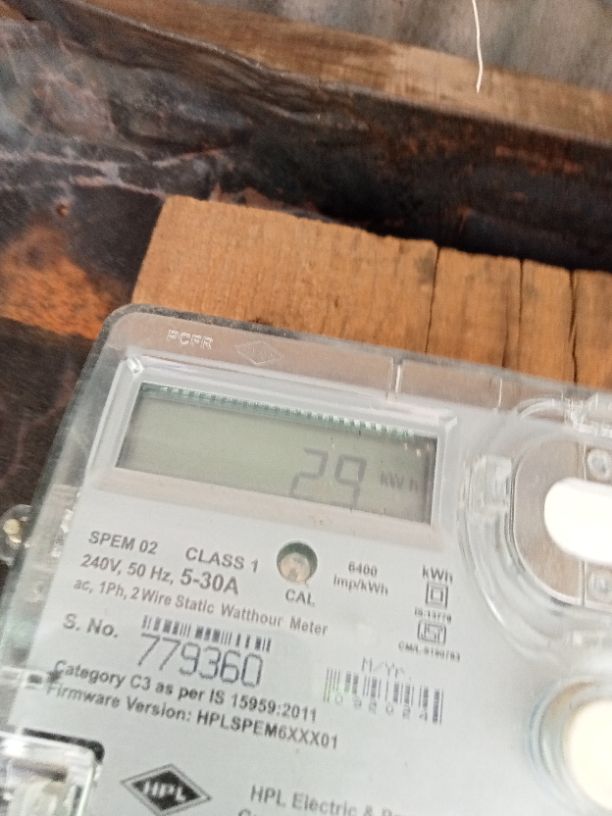 PCFR
29 kWh
SPEM 02 CLASS 1
240V, 50 Hz, 5-30A
ac, 1Ph, 2 Wire Static Watthour Meter
CAL
6400
imp/kWh
kWh
S. No.
779360
M/Yr.
092024
Category C3 as per IS 15959:2011
Firmware Version: HPLSPEM6XXX01
HPL
HPL Electric &